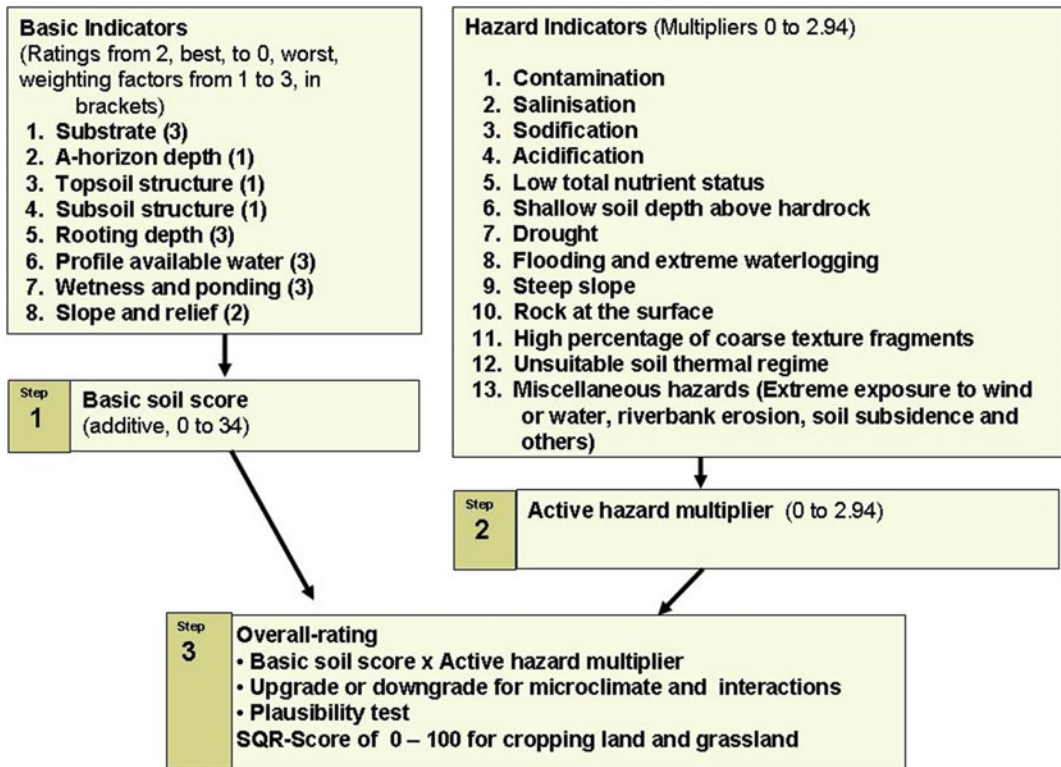 Basic Indicators
(Ratings from 2, best, to 0, worst,
weighting factors from 1 to 3, in
brackets)
1. Substrate (3)
2. A-horizon depth (1)
3. Topsoil structure (1)
4. Subsoil structure (1)
5. Rooting depth (3)
6. Profile available water (3)
7. Wetness and ponding (3)
8. Slope and relief (2)
Step
1
Basic soil score
(additive, 0 to 34)
Hazard Indicators (Multipliers 0 to 2.94)
1. Contamination
2. Salinisation
3. Sodification
4. Acidification
5. Low total nutrient status
6. Shallow soil depth above hardrock
7. Drought
8. Flooding and extreme waterlogging
9. Steep slope
10. Rock at the surface
11. High percentage of coarse texture fragments
12. Unsuitable soil thermal regime
13. Miscellaneous hazards (Extreme exposure to wind
or water, riverbank erosion, soil subsidence and
others)
Step
2
Active hazard multiplier (0 to 2.94)
Step
3
Overall-rating
• Basic soil score x Active hazard multiplier
• Upgrade or downgrade for microclimate and interactions
• Plausibility test
SQR-Score of 0 – 100 for cropping land and grassland